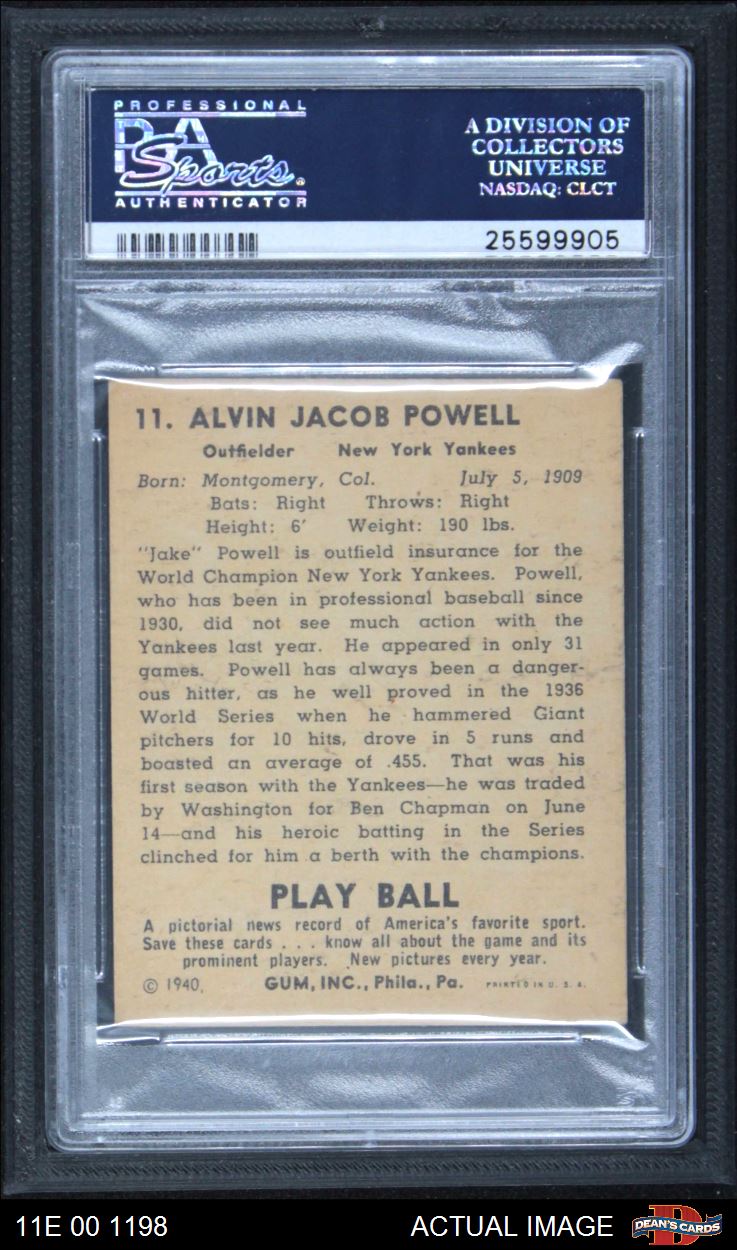 PROFESSIONAL
PSA
Sports
AUTHENTICATOR
A DIVISION OF
COLLECTORS
UNIVERSE
NASDAQ: CLCT
25599905
11. ALVIN JACOB POWELL
Outfielder New York Yankees
Born: Montgomery, Col. July 5, 1909
Bats: Right Throws: Right
Height: 6' Weight: 190 lbs.
"Jake" Powell is outfield insurance for the
World Champion New York Yankees. Powell,
who has been in professional baseball since
1930, did not see much action with the
Yankees last year. He appeared in only 31
games. Powell has always been a danger-
ous hitter, as he well proved in the 1936
World Series when he hammered Giant
pitchers for 10 hits, drove in 5 runs and
boasted an average of .455. That was his
first season with the Yankees—he was traded
by Washington for Ben Chapman on June
14—and his heroic batting in the Series
clinched for him a berth with the champions.
PLAY BALL
A pictorial news record of America's favorite sport.
Save these cards . . . know all about the game and its
prominent players. New pictures every year.
© 1940, GUM, INC., Phila., Pa. PRINTED IN U. S. A.
11E 00 1198 ACTUAL IMAGE DEAN'S CARDS